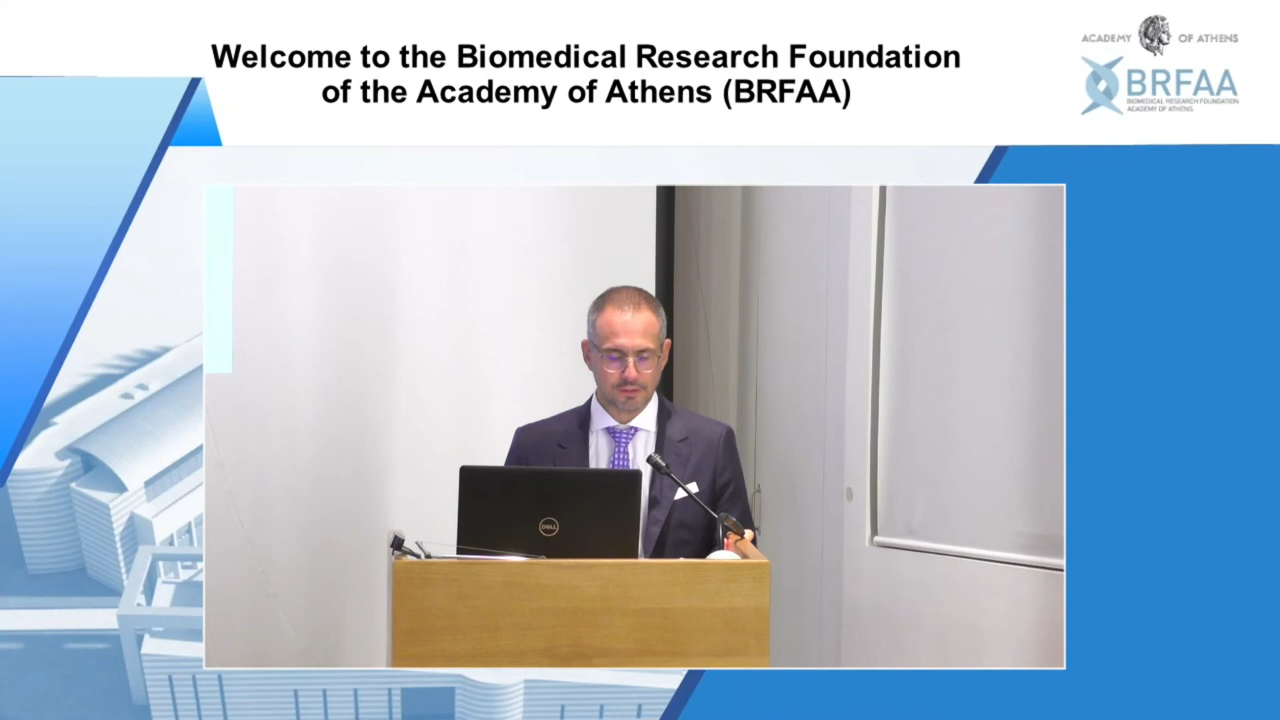 Welcome to the Biomedical Research Foundation
of the Academy of Athens (BRFAA)
ACADEMY OF ATHENS
BRFAA
BIOMEDICAL RESEARCH FOUNDATION
ACADEMY OF ATHENS
DELL